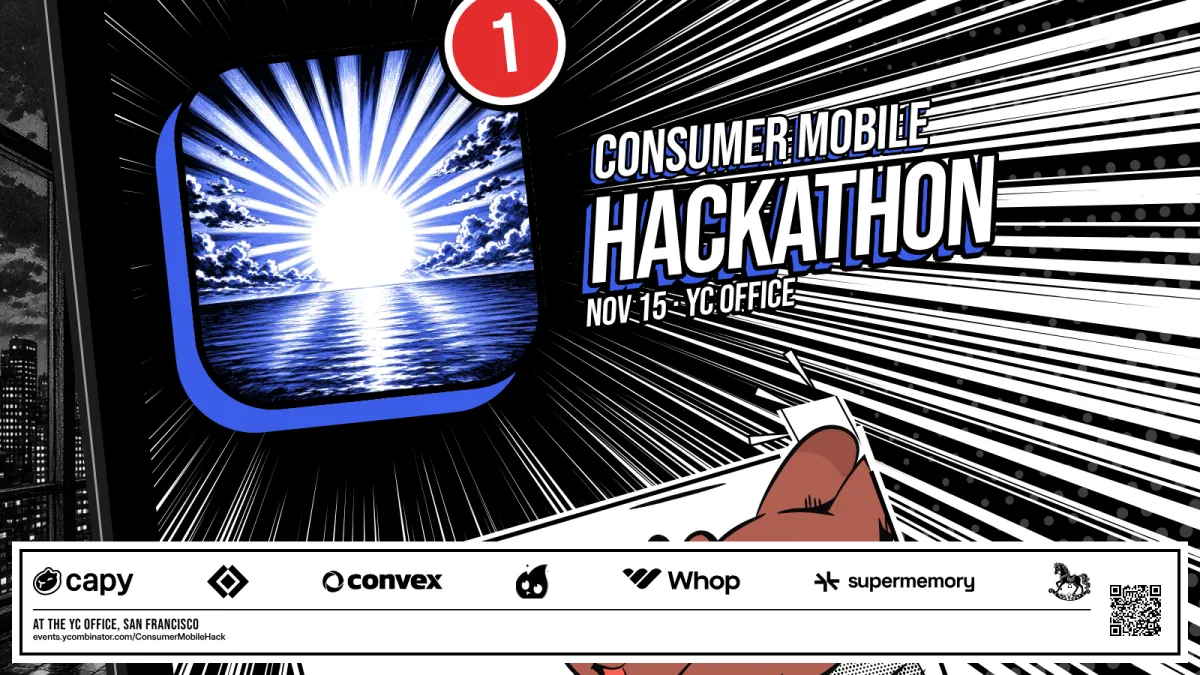 1
CONSUMER MOBILE
HACKATHON
NOV 15 · YC OFFICE
capy
convex
Whop
supermemory
AT THE YC OFFICE, SAN FRANCISCO
events.ycombinator.com/ConsumerMobileHack